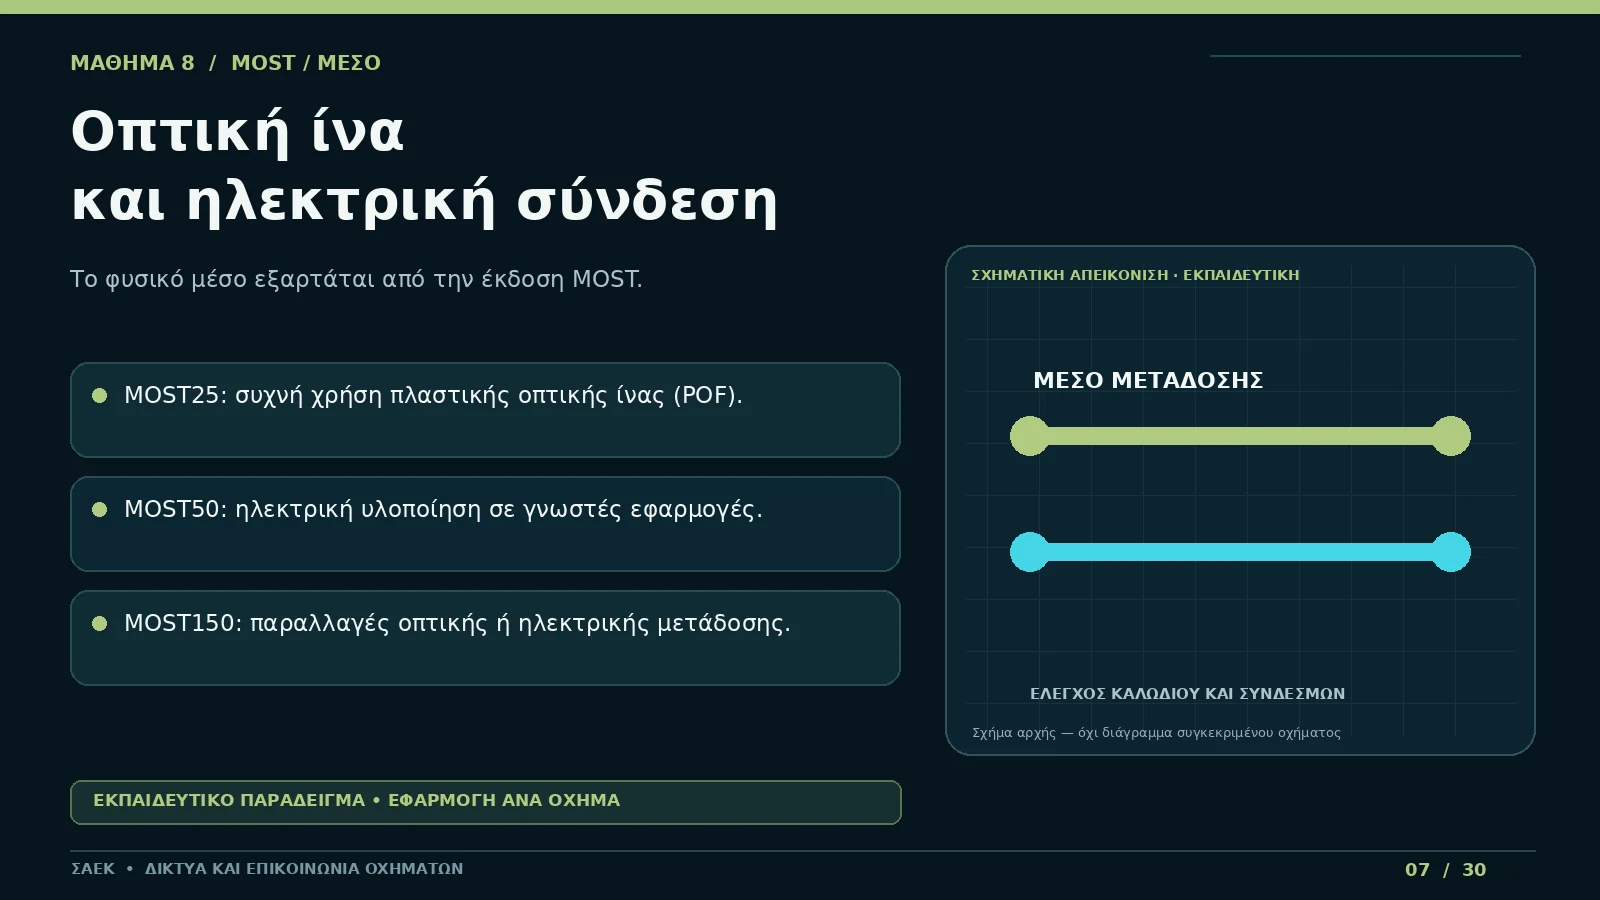 ΜΑΘΗΜΑ 8 / MOST / ΜΕΣΟ
Οπτική ίνα
και ηλεκτρική σύνδεση
Το φυσικό μέσο εξαρτάται από την έκδοση MOST.
MOST25: συχνή χρήση πλαστικής οπτικής ίνας (POF).
MOST50: ηλεκτρική υλοποίηση σε γνωστές εφαρμογές.
MOST150: παραλλαγές οπτικής ή ηλεκτρικής μετάδοσης.
ΕΚΠΑΙΔΕΥΤΙΚΟ ΠΑΡΑΔΕΙΓΜΑ • ΕΦΑΡΜΟΓΗ ΑΝΑ ΟΧΗΜΑ
ΣΧΗΜΑΤΙΚΗ ΑΠΕΙΚΟΝΙΣΗ · ΕΚΠΑΙΔΕΥΤΙΚΗ
ΜΕΣΟ ΜΕΤΑΔΟΣΗΣ
ΕΛΕΓΧΟΣ ΚΑΛΩΔΙΟΥ ΚΑΙ ΣΥΝΔΕΣΜΩΝ
Σχήμα αρχής — όχι διάγραμμα συγκεκριμένου οχήματος
ΣΑΕΚ • ΔΙΚΤΥΑ ΚΑΙ ΕΠΙΚΟΙΝΩΝΙΑ ΟΧΗΜΑΤΩΝ
07 / 30